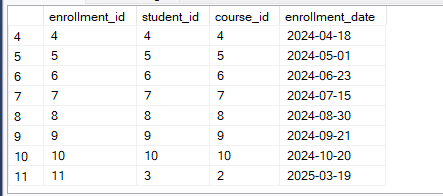 enrollment_id student_id course_id enrollment_date
4 4 4 4 2024-04-18
5 5 5 5 2024-05-01
6 6 6 6 2024-06-23
7 7 7 7 2024-07-15
8 8 8 8 2024-08-30
9 9 9 9 2024-09-21
10 10 10 10 2024-10-20
11 11 3 2 2025-03-19